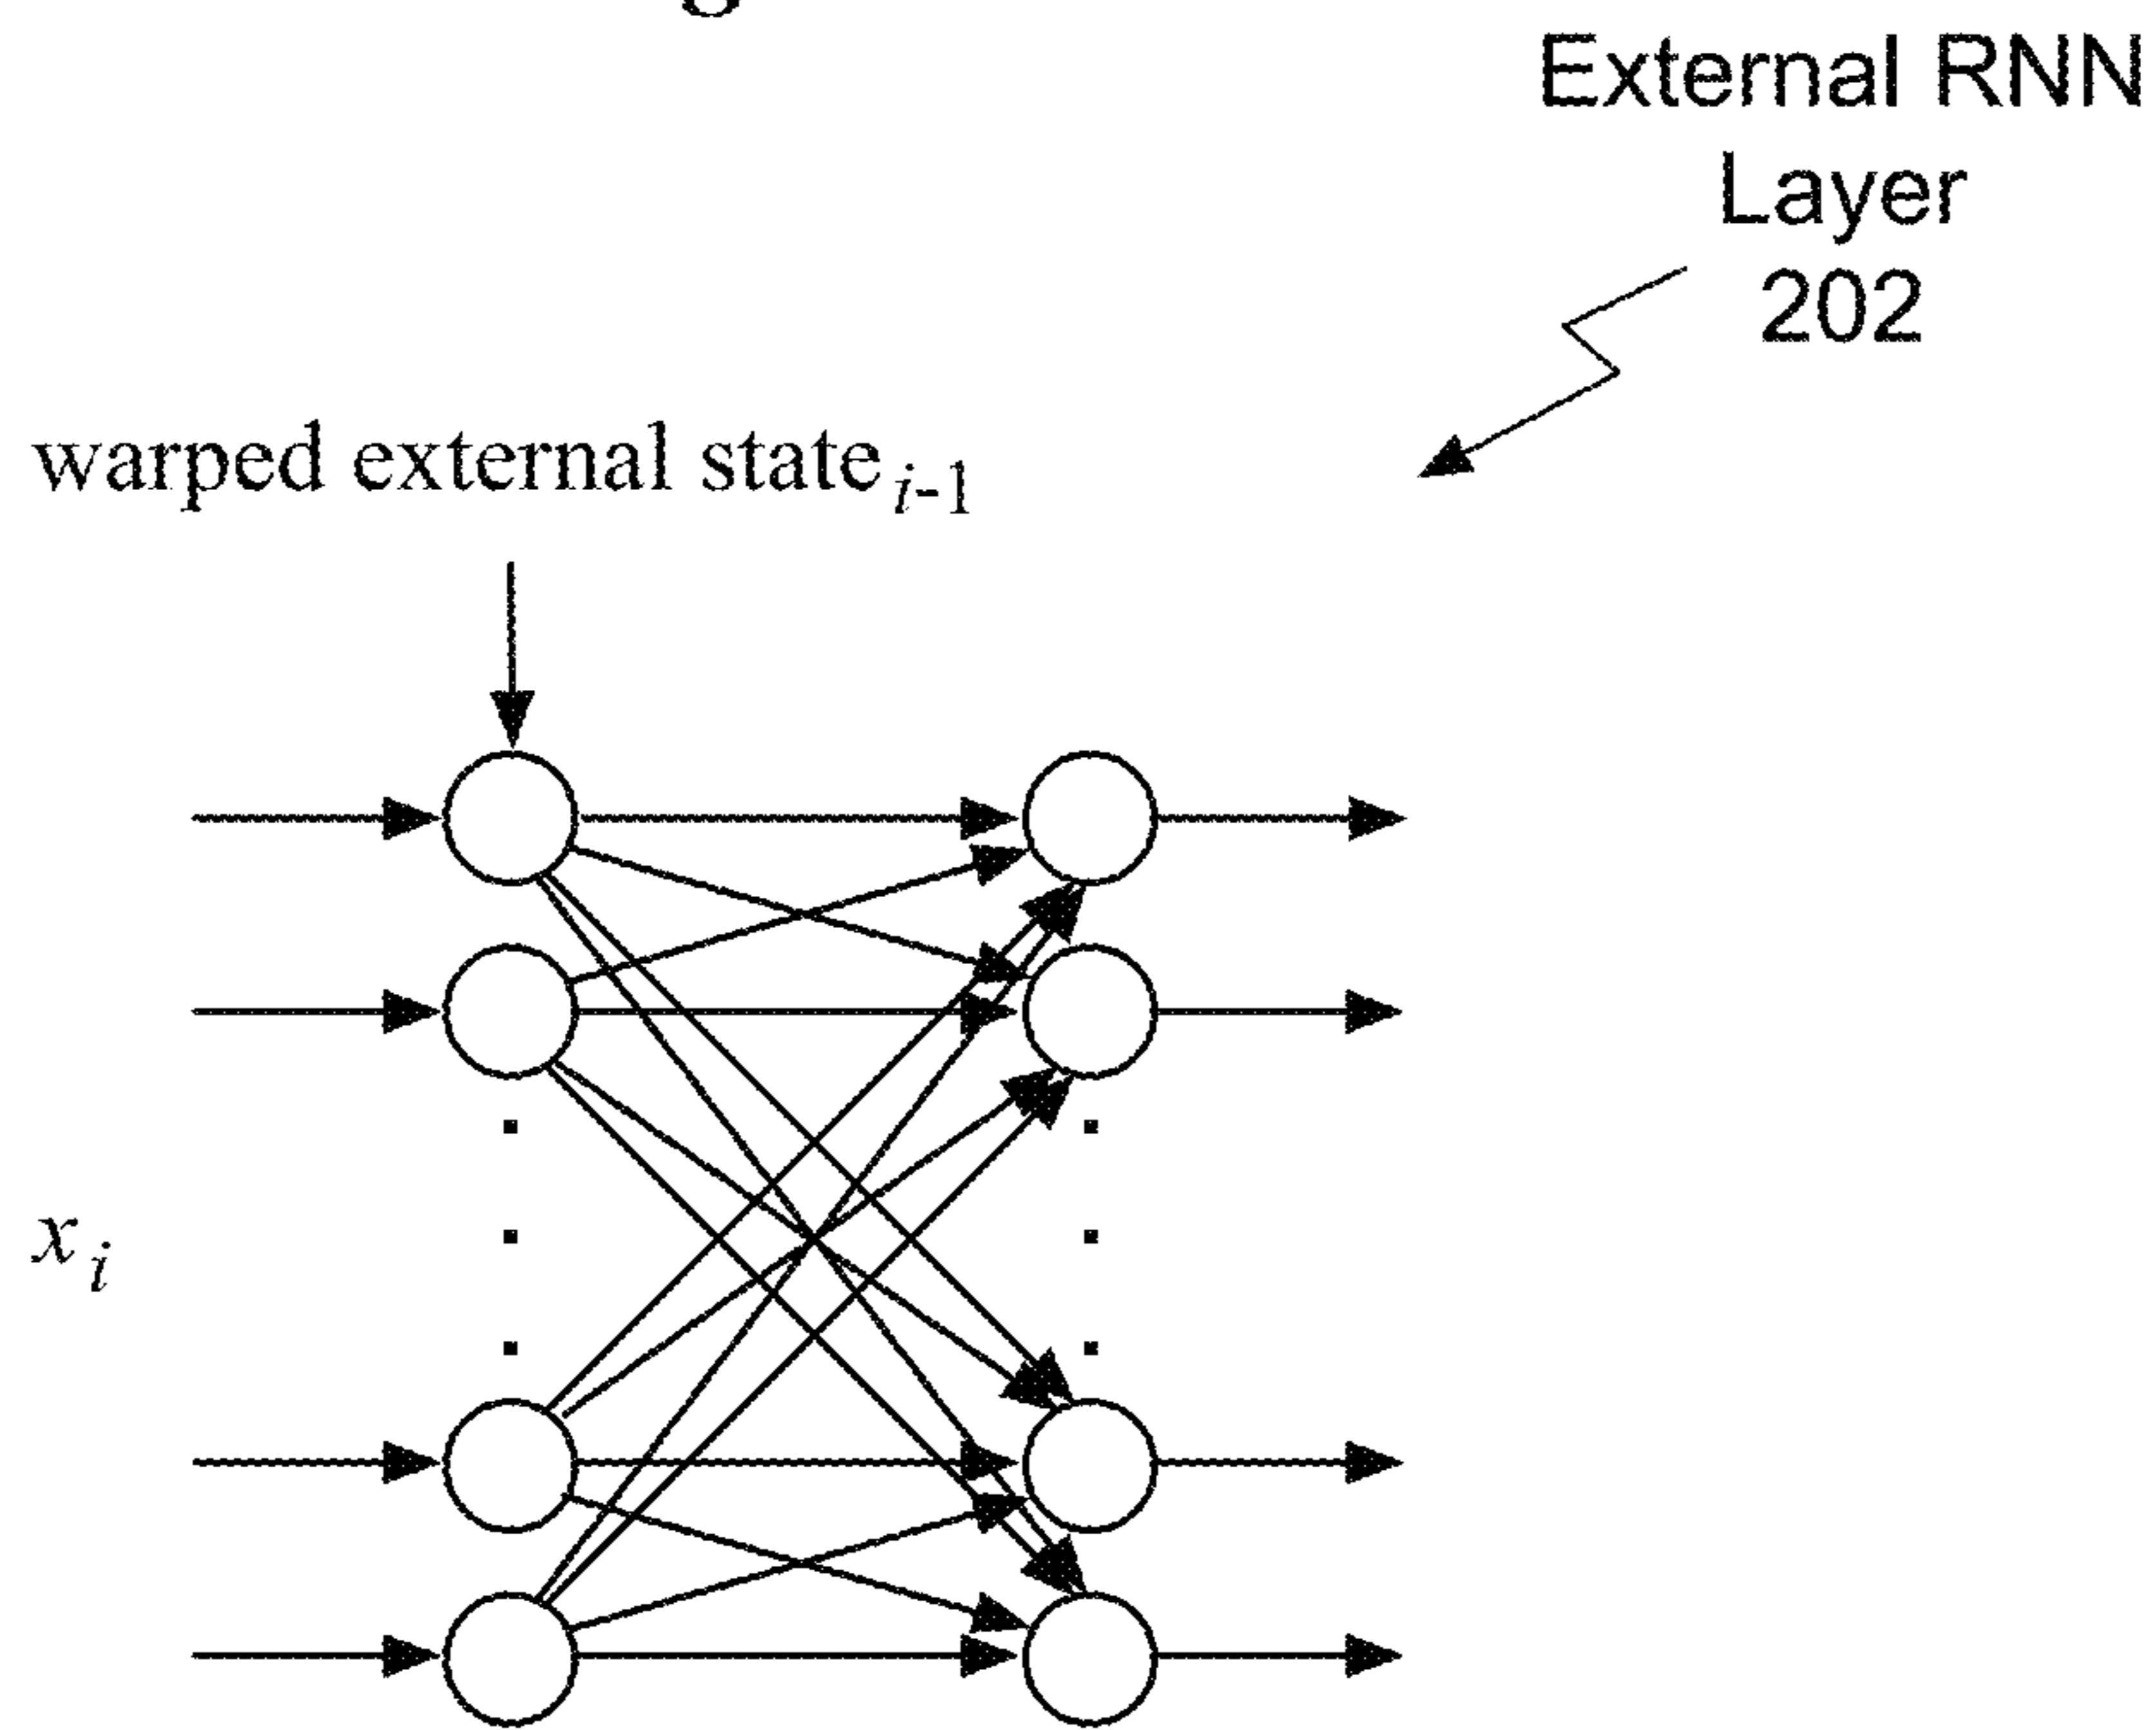 External RNN
Layer
202
warped external state i-1
x i